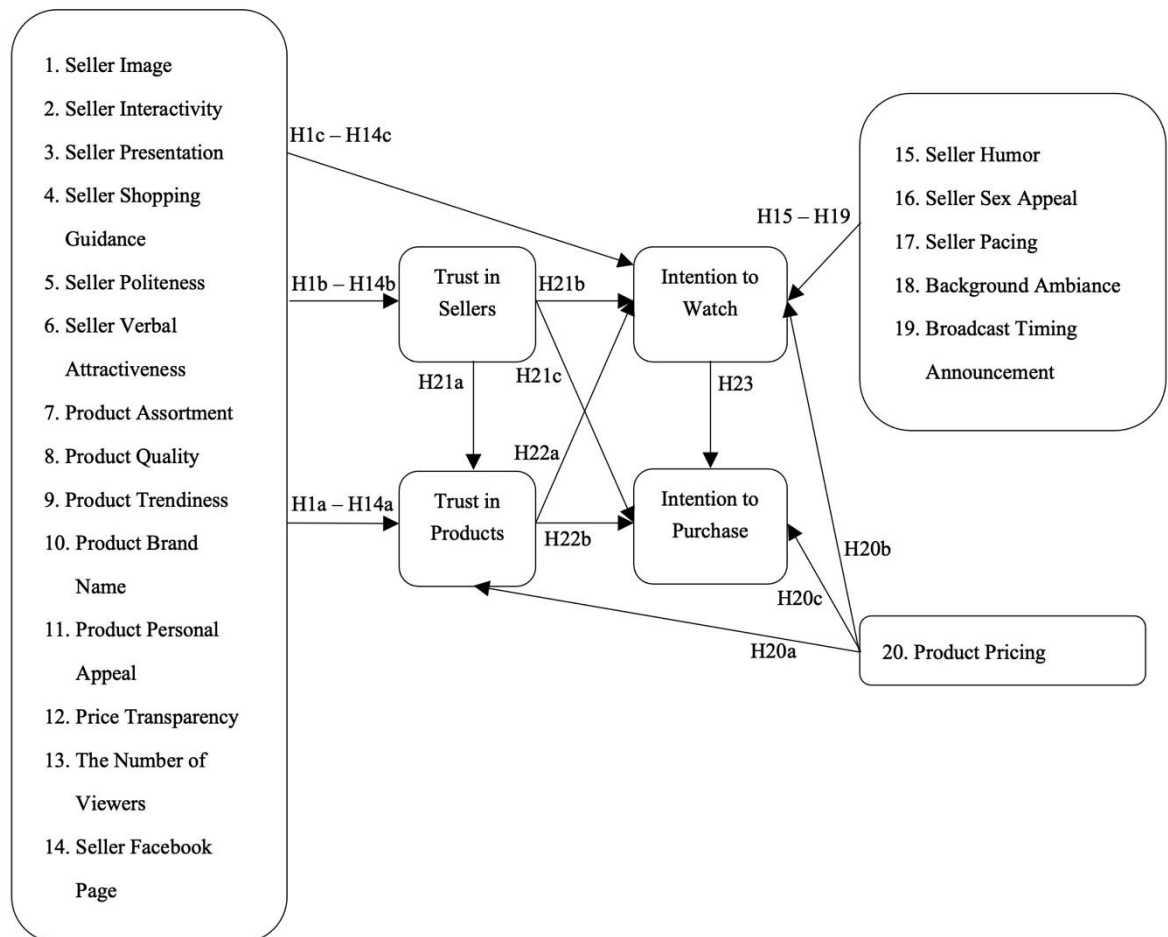 1. Seller Image
2. Seller Interactivity
3. Seller Presentation
4. Seller Shopping
Guidance
5. Seller Politeness
6. Seller Verbal
Attractiveness
7. Product Assortment
8. Product Quality
9. Product Trendiness
10. Product Brand
Name
11. Product Personal
Appeal
12. Price Transparency
13. The Number of
Viewers
14. Seller Facebook
Page
H1c – H14c
H1b – H14b
H1a – H14a
Trust in
Sellers
H21a
Trust in
Products
H21b
H21c
H22a
H22b
Intention to
Watch
H23
Intention to
Purchase
H15 – H19
15. Seller Humor
16. Seller Sex Appeal
17. Seller Pacing
18. Background Ambiance
19. Broadcast Timing
Announcement
H20b
H20c
H20a
20. Product Pricing